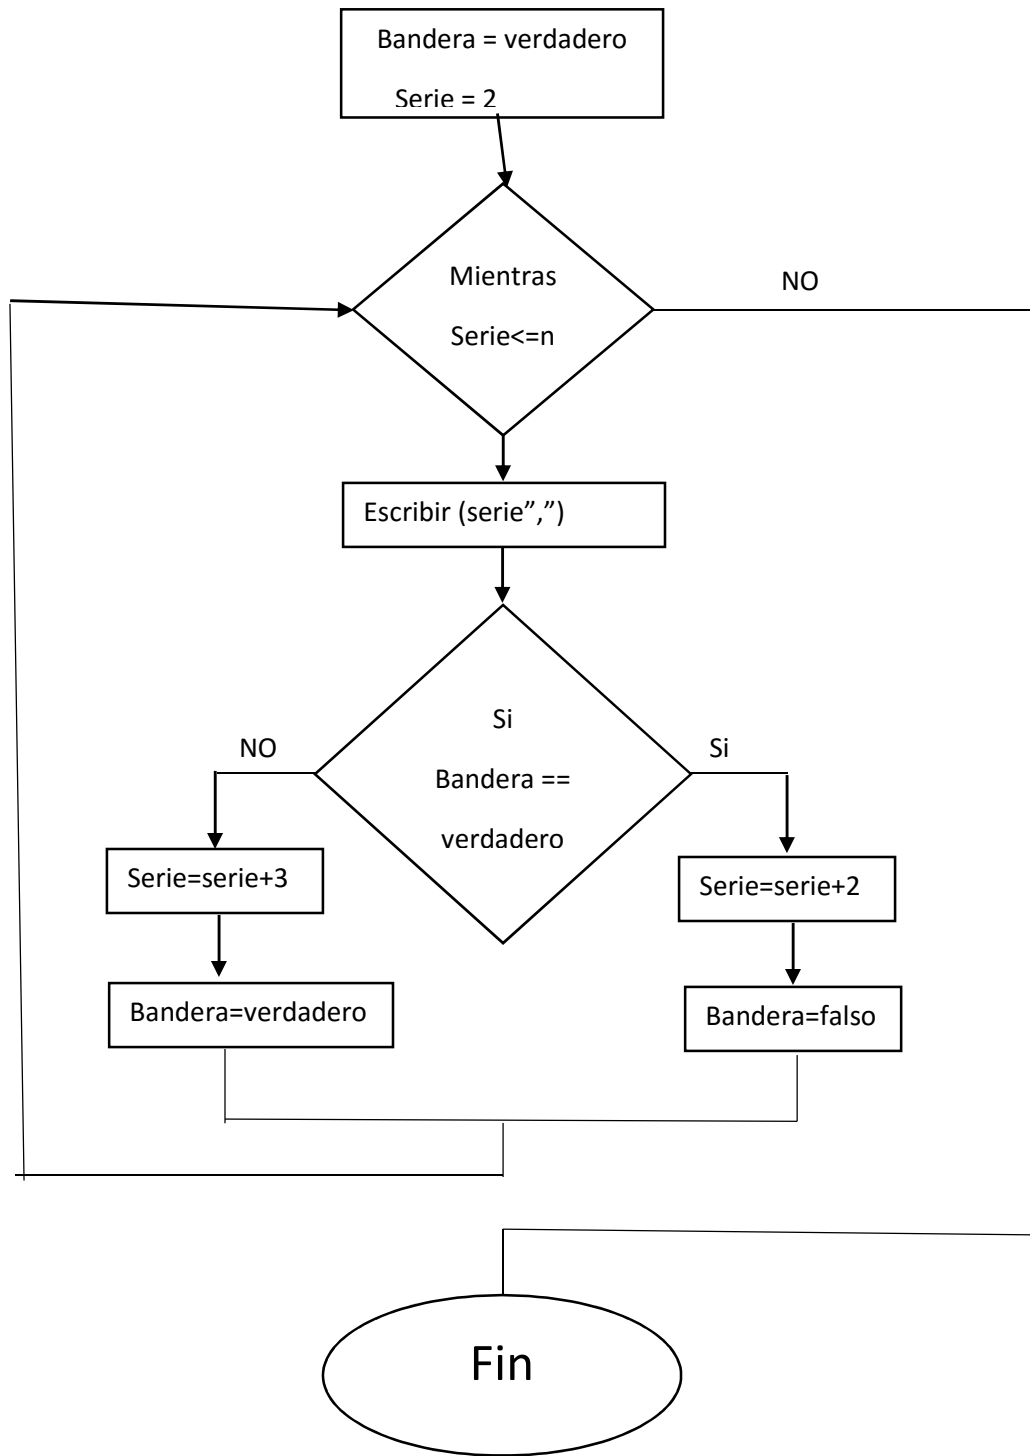 Bandera = verdadero
Serie = 2
Mientras
Serie<=n
NO
Escribir (serie”,”)
Si
Bandera ==
verdadero
NO
Si
Serie=serie+3
Serie=serie+2
Bandera=verdadero
Bandera=falso
Fin